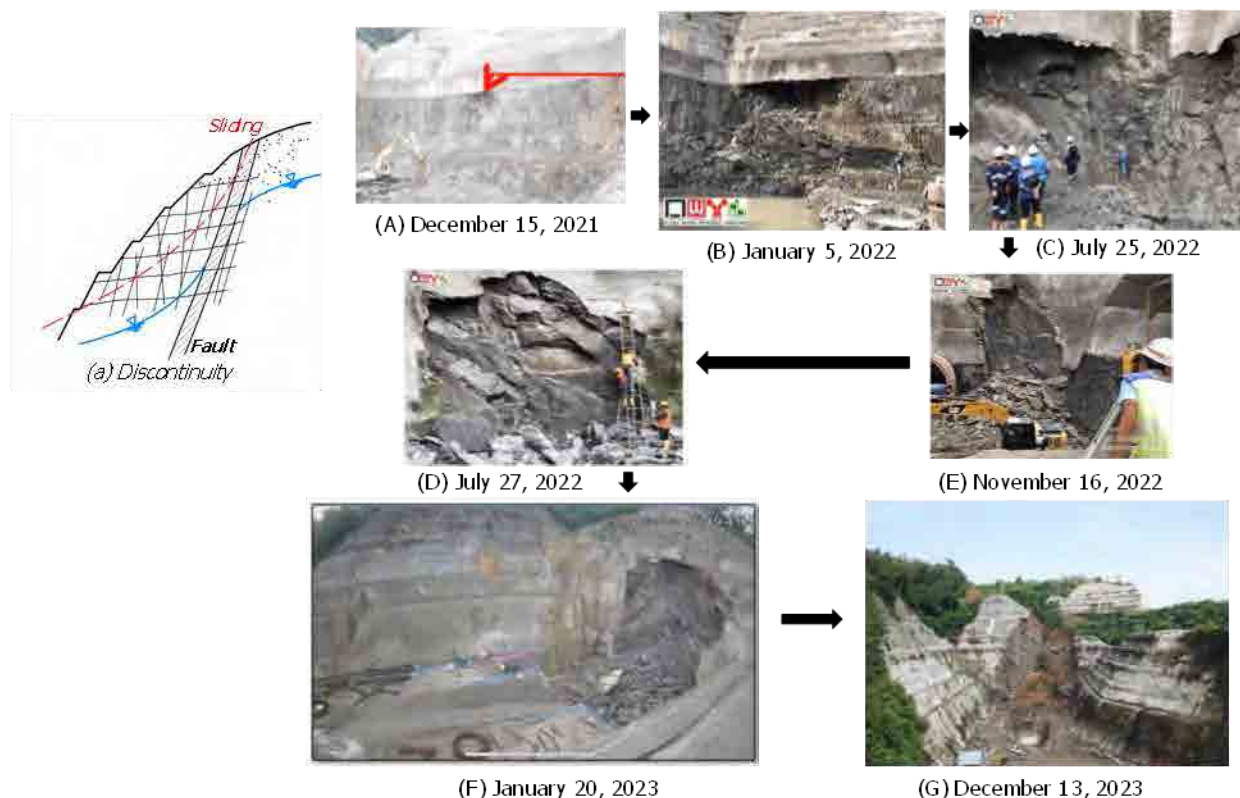 Sliding
Fault
(a) Discontinuity
(A) December 15, 2021
(B) January 5, 2022
(C) July 25, 2022
(D) July 27, 2022
(E) November 16, 2022
(F) January 20, 2023
(G) December 13, 2023